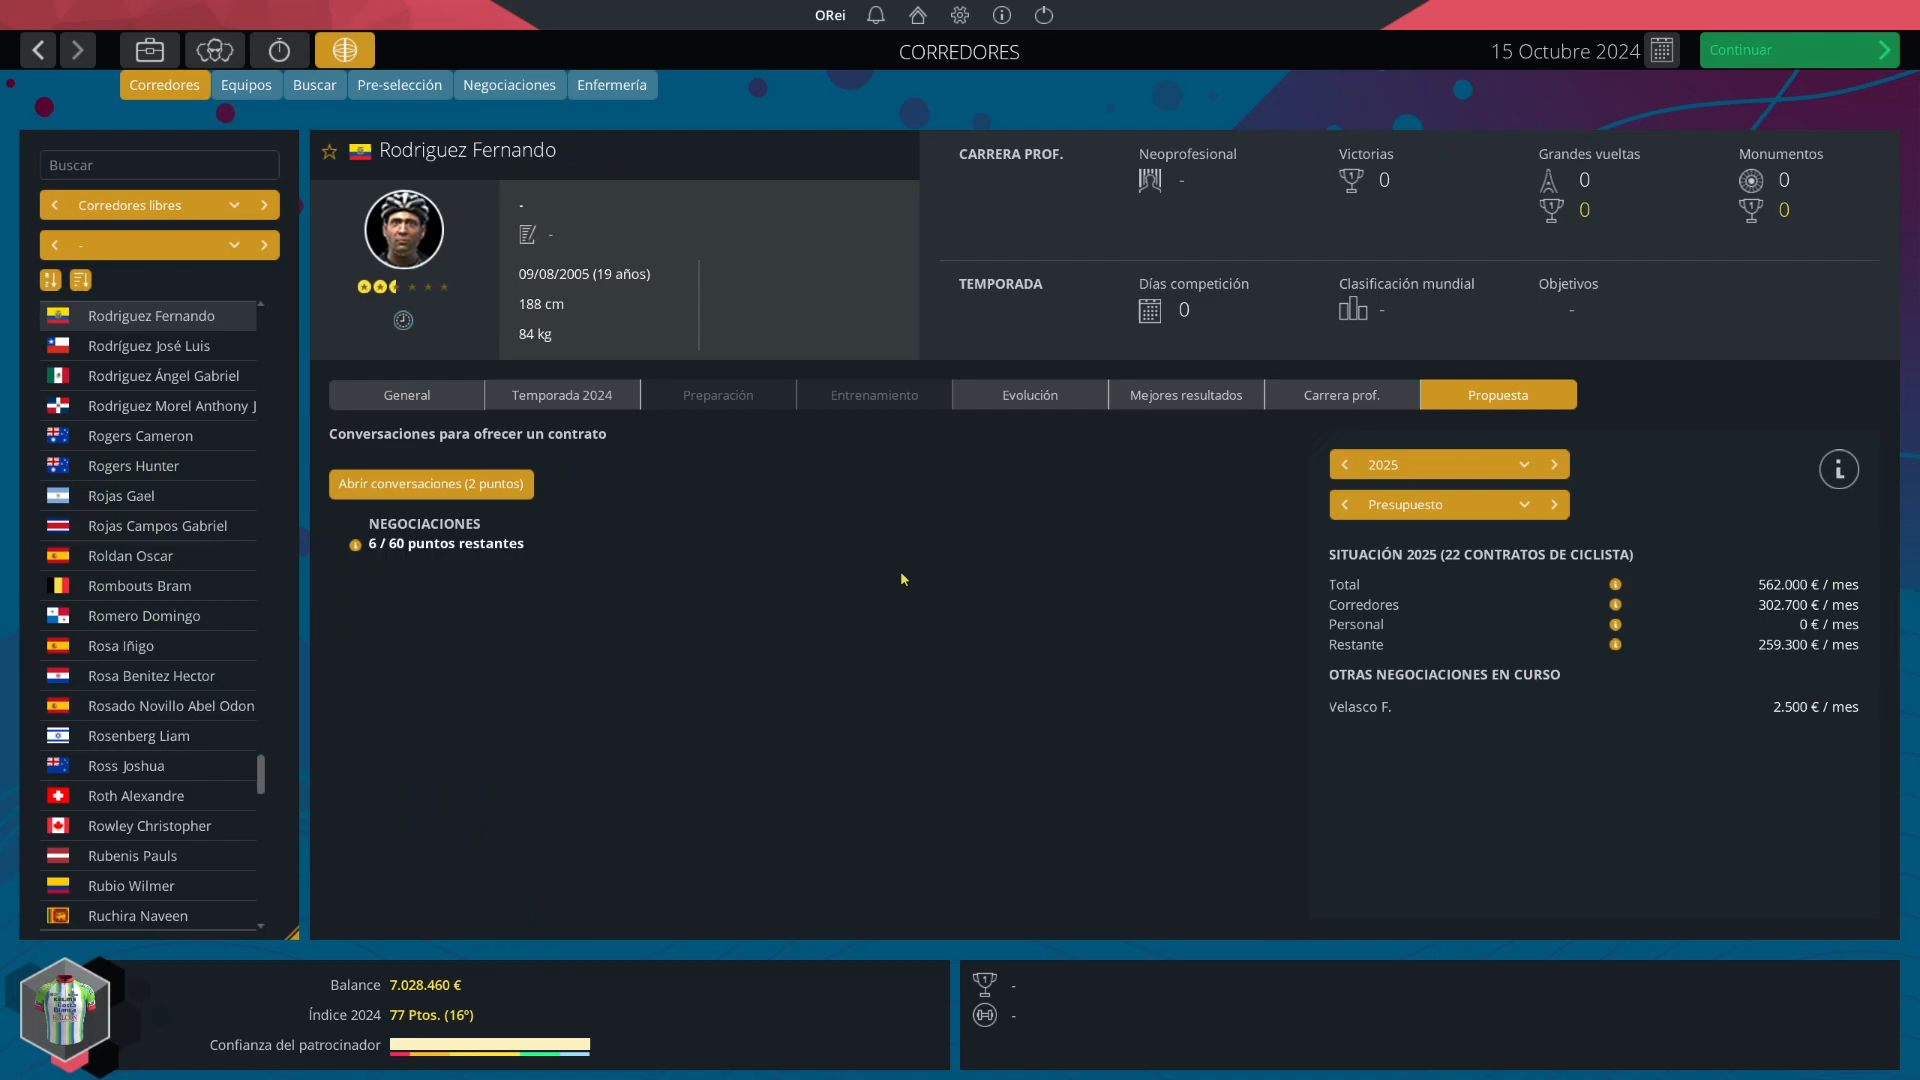 ORei
CORREDORES
15 Octubre 2024
Continuar
Corredores
Equipos
Buscar
Pre-selección
Negociaciones
Enfermería
Buscar
Corredores libres
-
Rodriguez Fernando
Rodríguez José Luis
Rodriguez Ángel Gabriel
Rodriguez Morel Anthony J
Rogers Cameron
Rogers Hunter
Rojas Gael
Rojas Campos Gabriel
Roldan Oscar
Rombouts Bram
Romero Domingo
Rosa Iñigo
Rosa Benitez Hector
Rosado Novillo Abel Odon
Rosenberg Liam
Ross Joshua
Roth Alexandre
Rowley Christopher
Rubenis Pauls
Rubio Wilmer
Ruchira Naveen
Rodriguez Fernando
-
-
09/08/2005 (19 años)
188 cm
84 kg
CARRERA PROF.
Neoprofesional
-
Victorias
0
Grandes vueltas
0
0
Monumentos
0
0
TEMPORADA
Días competición
0
Clasificación mundial
-
Objetivos
-
General
Temporada 2024
Preparación
Entrenamiento
Evolución
Mejores resultados
Carrera prof.
Propuesta
Conversaciones para ofrecer un contrato
Abrir conversaciones (2 puntos)
NEGOCIACIONES
6 / 60 puntos restantes
2025
Presupuesto
SITUACIÓN 2025 (22 CONTRATOS DE CICLISTA)
Total 562.000 € / mes
Corredores 302.700 € / mes
Personal 0 € / mes
Restante 259.300 € / mes
OTRAS NEGOCIACIONES EN CURSO
Velasco F. 2.500 € / mes
Balance 7.028.460 €
Índice 2024 77 Ptos. (16º)
Confianza del patrocinador
-
-